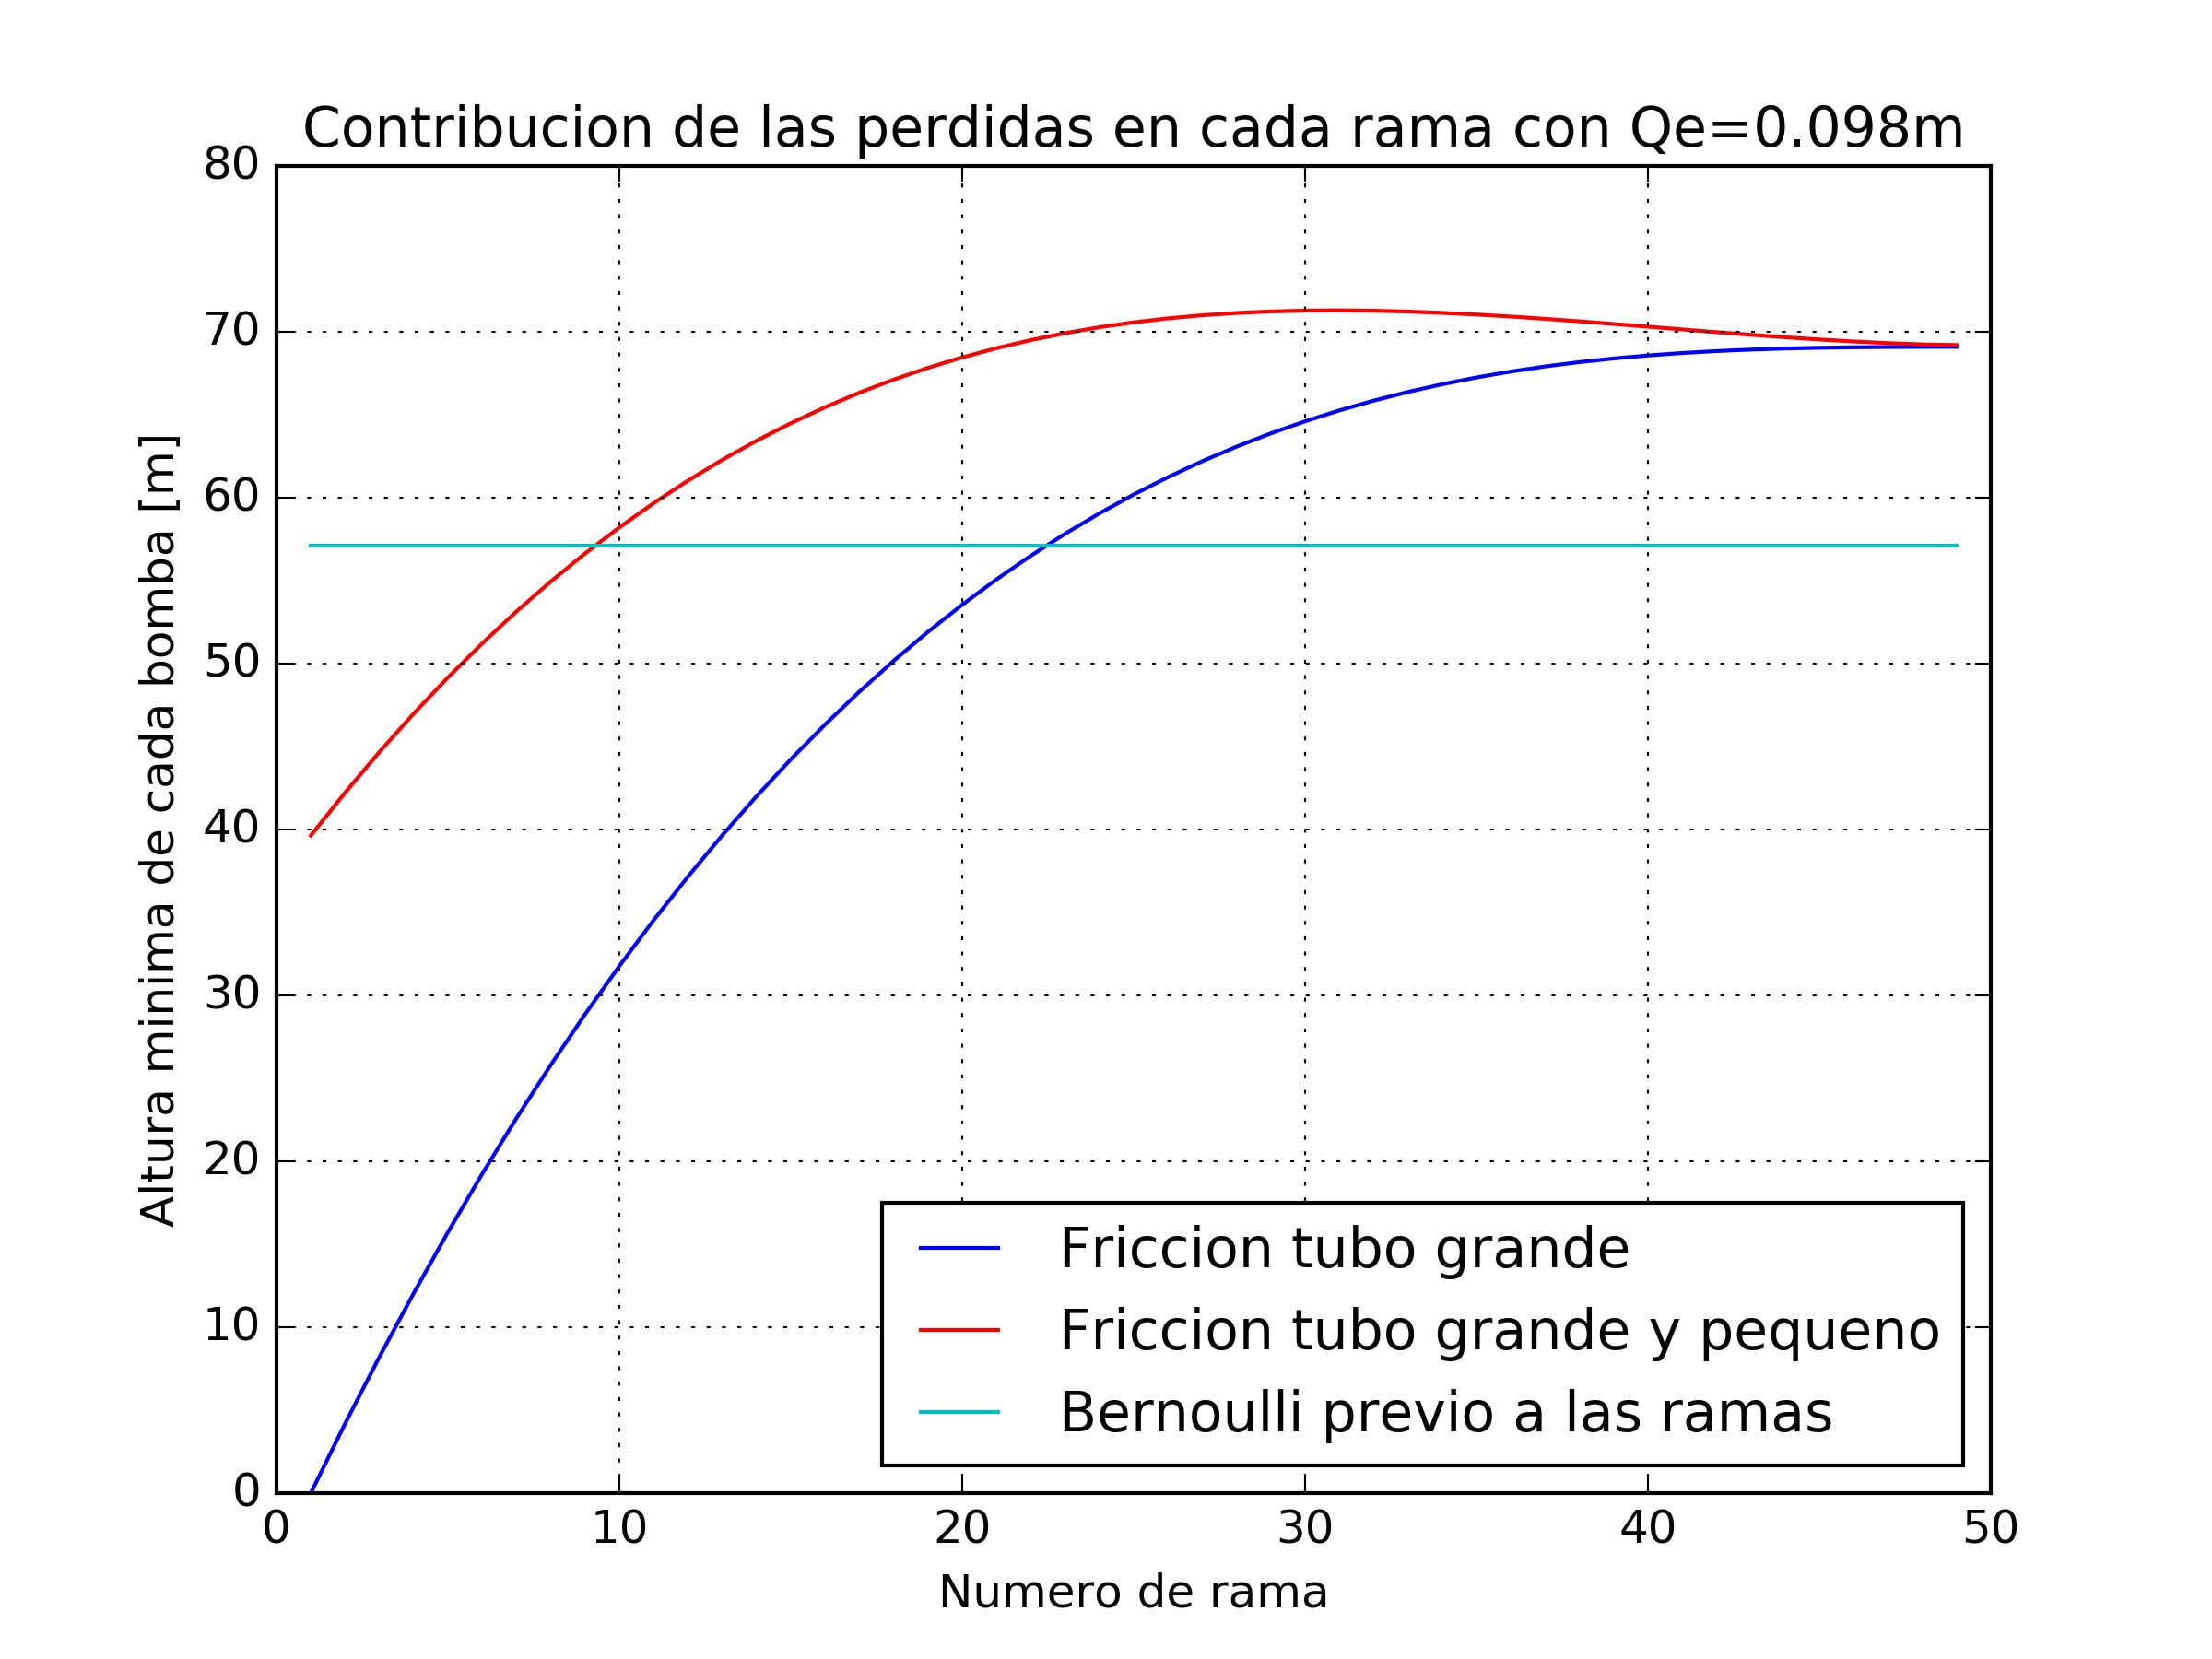 Contribucion de las perdidas en cada rama con Qe=0.098m
80
70
60
50
40
30
20
10
0
Altura minima de cada bomba [m]
Friccion tubo grande
Friccion tubo grande y pequeno
Bernoulli previo a las ramas
0 10 20 30 40 50
Numero de rama